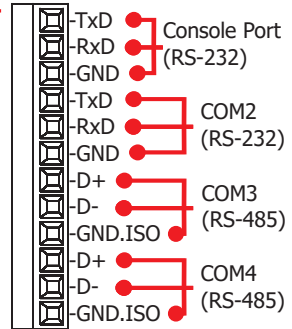 -TxD
-RxD
-GND
Console Port
(RS-232)
-TxD
-RxD
-GND
COM2
(RS-232)
-D+
-D-
-GND.ISO
COM3
(RS-485)
-D+
-D-
-GND.ISO
COM4
(RS-485)